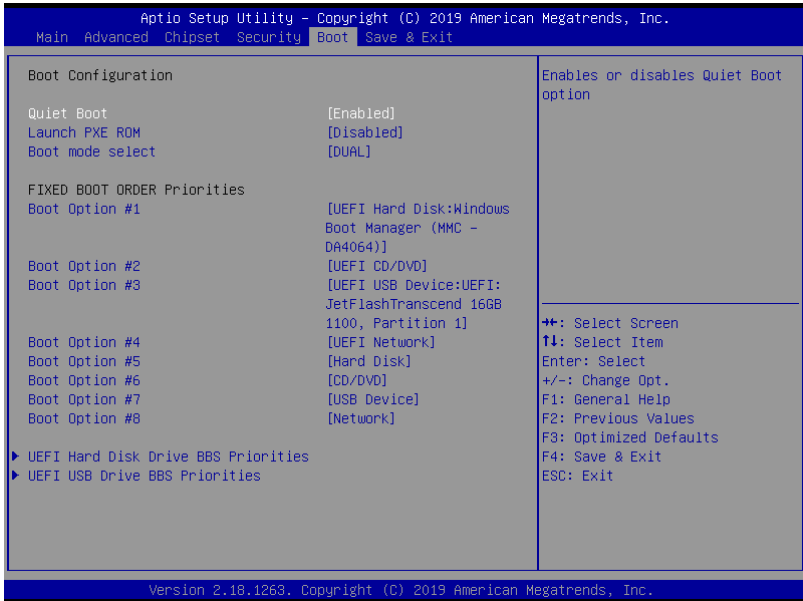 Aptio Setup Utility – Copyright (C) 2019 American Megatrends, Inc.
Main Advanced Chipset Security Boot Save & Exit
Boot Configuration
Quiet Boot [Enabled]
Launch PXE ROM [Disabled]
Boot mode select [DUAL]
FIXED BOOT ORDER Priorities
Boot Option #1 [UEFI Hard Disk:Windows
Boot Manager (MMC –
DA4064)]
Boot Option #2 [UEFI CD/DVD]
Boot Option #3 [UEFI USB Device:UEFI:
JetFlashTranscend 16GB
1100, Partition 1]
Boot Option #4 [UEFI Network]
Boot Option #5 [Hard Disk]
Boot Option #6 [CD/DVD]
Boot Option #7 [USB Device]
Boot Option #8 [Network]
UEFI Hard Disk Drive BBS Priorities
UEFI USB Drive BBS Priorities
Enables or disables Quiet Boot
option
→←: Select Screen
↑↓: Select Item
Enter: Select
+/-: Change Opt.
F1: General Help
F2: Previous Values
F3: Optimized Defaults
F4: Save & Exit
ESC: Exit
Version 2.18.1263. Copyright (C) 2019 American Megatrends, Inc.